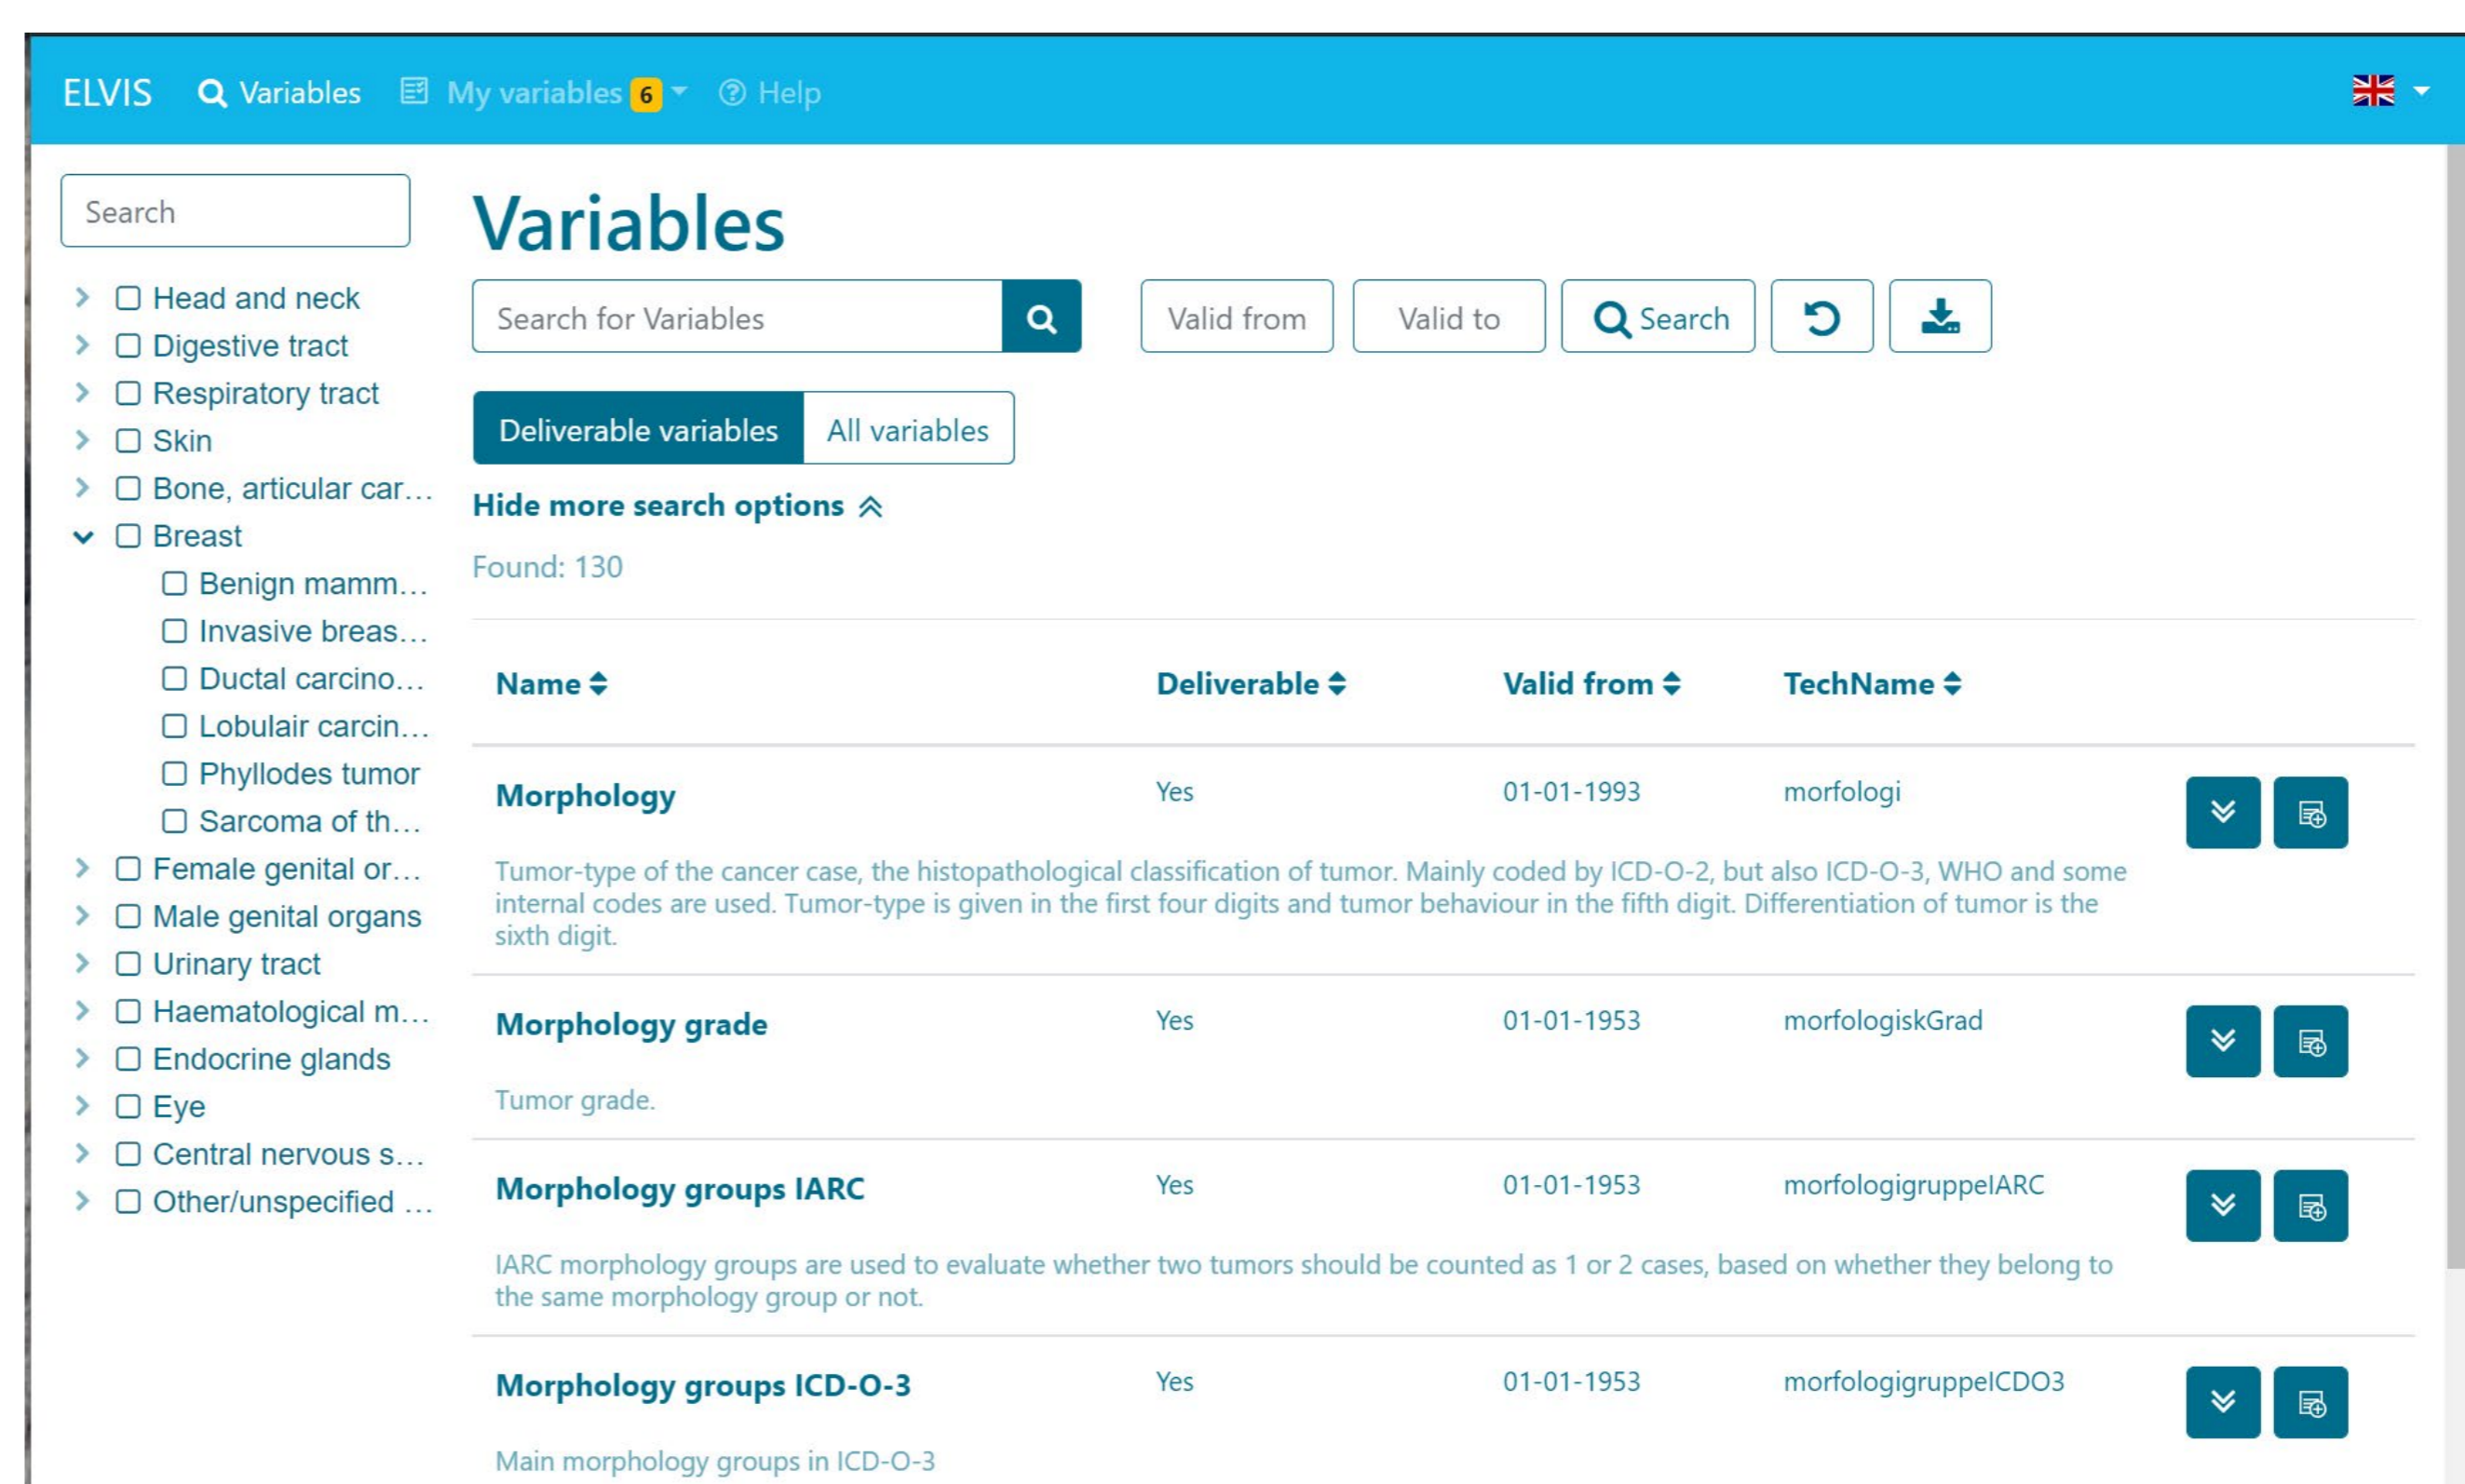 ELVIS Variables My variables 6 Help
Search
Head and neck
Digestive tract
Respiratory tract
Skin
Bone, articular car...
Breast
Benign mamm...
Invasive breas...
Ductal carcino...
Lobulair carcin...
Phyllodes tumor
Sarcoma of th...
Female genital or...
Male genital organs
Urinary tract
Haematological m...
Endocrine glands
Eye
Central nervous s...
Other/unspecified ...
Variables
Search for Variables Valid from Valid to Search
Deliverable variables All variables
Hide more search options
Found: 130
Name Deliverable Valid from TechName
Morphology Yes 01-01-1993 morfologi
Tumor-type of the cancer case, the histopathological classification of tumor. Mainly coded by ICD-O-2, but also ICD-O-3, WHO and some
internal codes are used. Tumor-type is given in the first four digits and tumor behaviour in the fifth digit. Differentiation of tumor is the
sixth digit.
Morphology grade Yes 01-01-1953 morfologiskGrad
Tumor grade.
Morphology groups IARC Yes 01-01-1953 morfologigruppeIARC
IARC morphology groups are used to evaluate whether two tumors should be counted as 1 or 2 cases, based on whether they belong to
the same morphology group or not.
Morphology groups ICD-O-3 Yes 01-01-1953 morfologigruppeICDO3
Main morphology groups in ICD-O-3